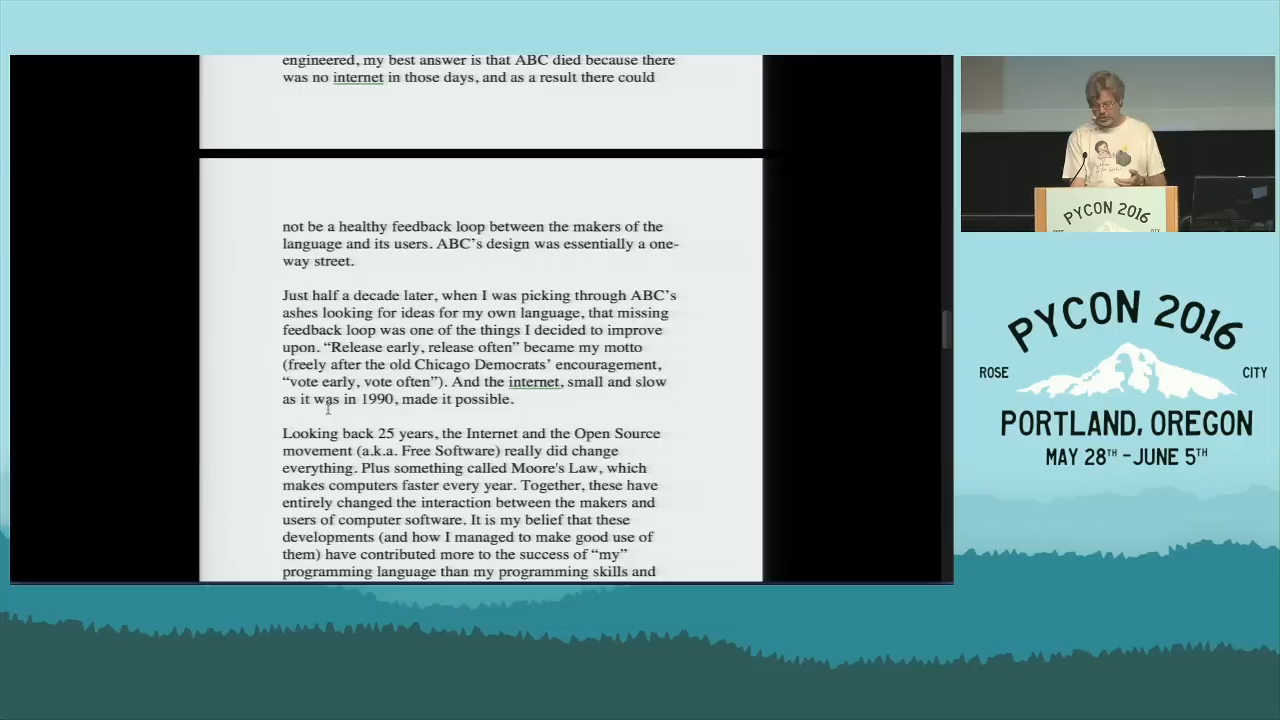 engineered, my best answer is that ABC died because there
was no internet in those days, and as a result there could
not be a healthy feedback loop between the makers of the
language and its users. ABC’s design was essentially a one-
way street.
Just half a decade later, when I was picking through ABC’s
ashes looking for ideas for my own language, that missing
feedback loop was one of the things I decided to improve
upon. “Release early, release often” became my motto
(freely after the old Chicago Democrats’ encouragement,
“vote early, vote often”). And the internet, small and slow
as it was in 1990, made it possible.
Looking back 25 years, the Internet and the Open Source
movement (a.k.a. Free Software) really did change
everything. Plus something called Moore's Law, which
makes computers faster every year. Together, these have
entirely changed the interaction between the makers and
users of computer software. It is my belief that these
developments (and how I managed to make good use of
them) have contributed more to the success of “my”
programming language than my programming skills and
PYCON 2016
ROSE CITY
PYCON 2016
ROSE CITY
PORTLAND, OREGON
MAY 28TH - JUNE 5TH